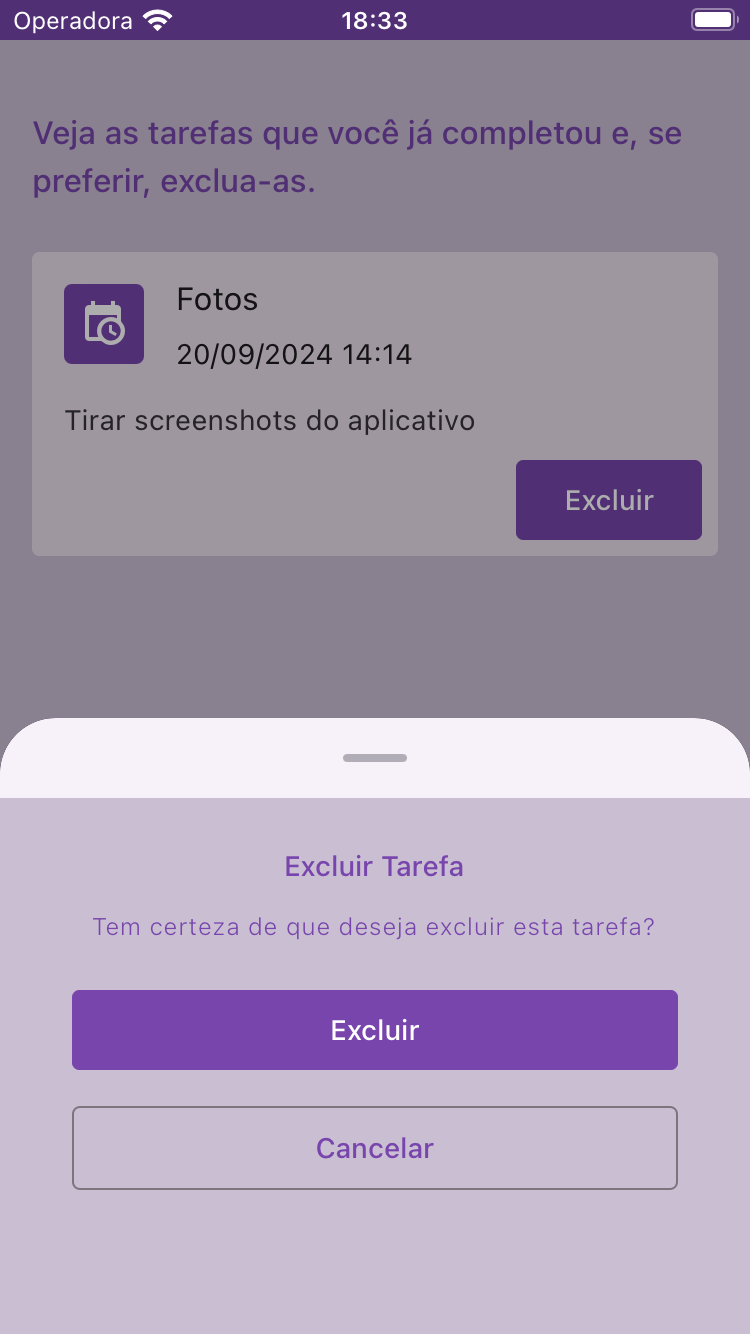 Operadora 18:33
Veja as tarefas que você já completou e, se
preferir, exclua-as.
Fotos
20/09/2024 14:14
Tirar screenshots do aplicativo
Excluir
Excluir Tarefa
Tem certeza de que deseja excluir esta tarefa?
Excluir
Cancelar